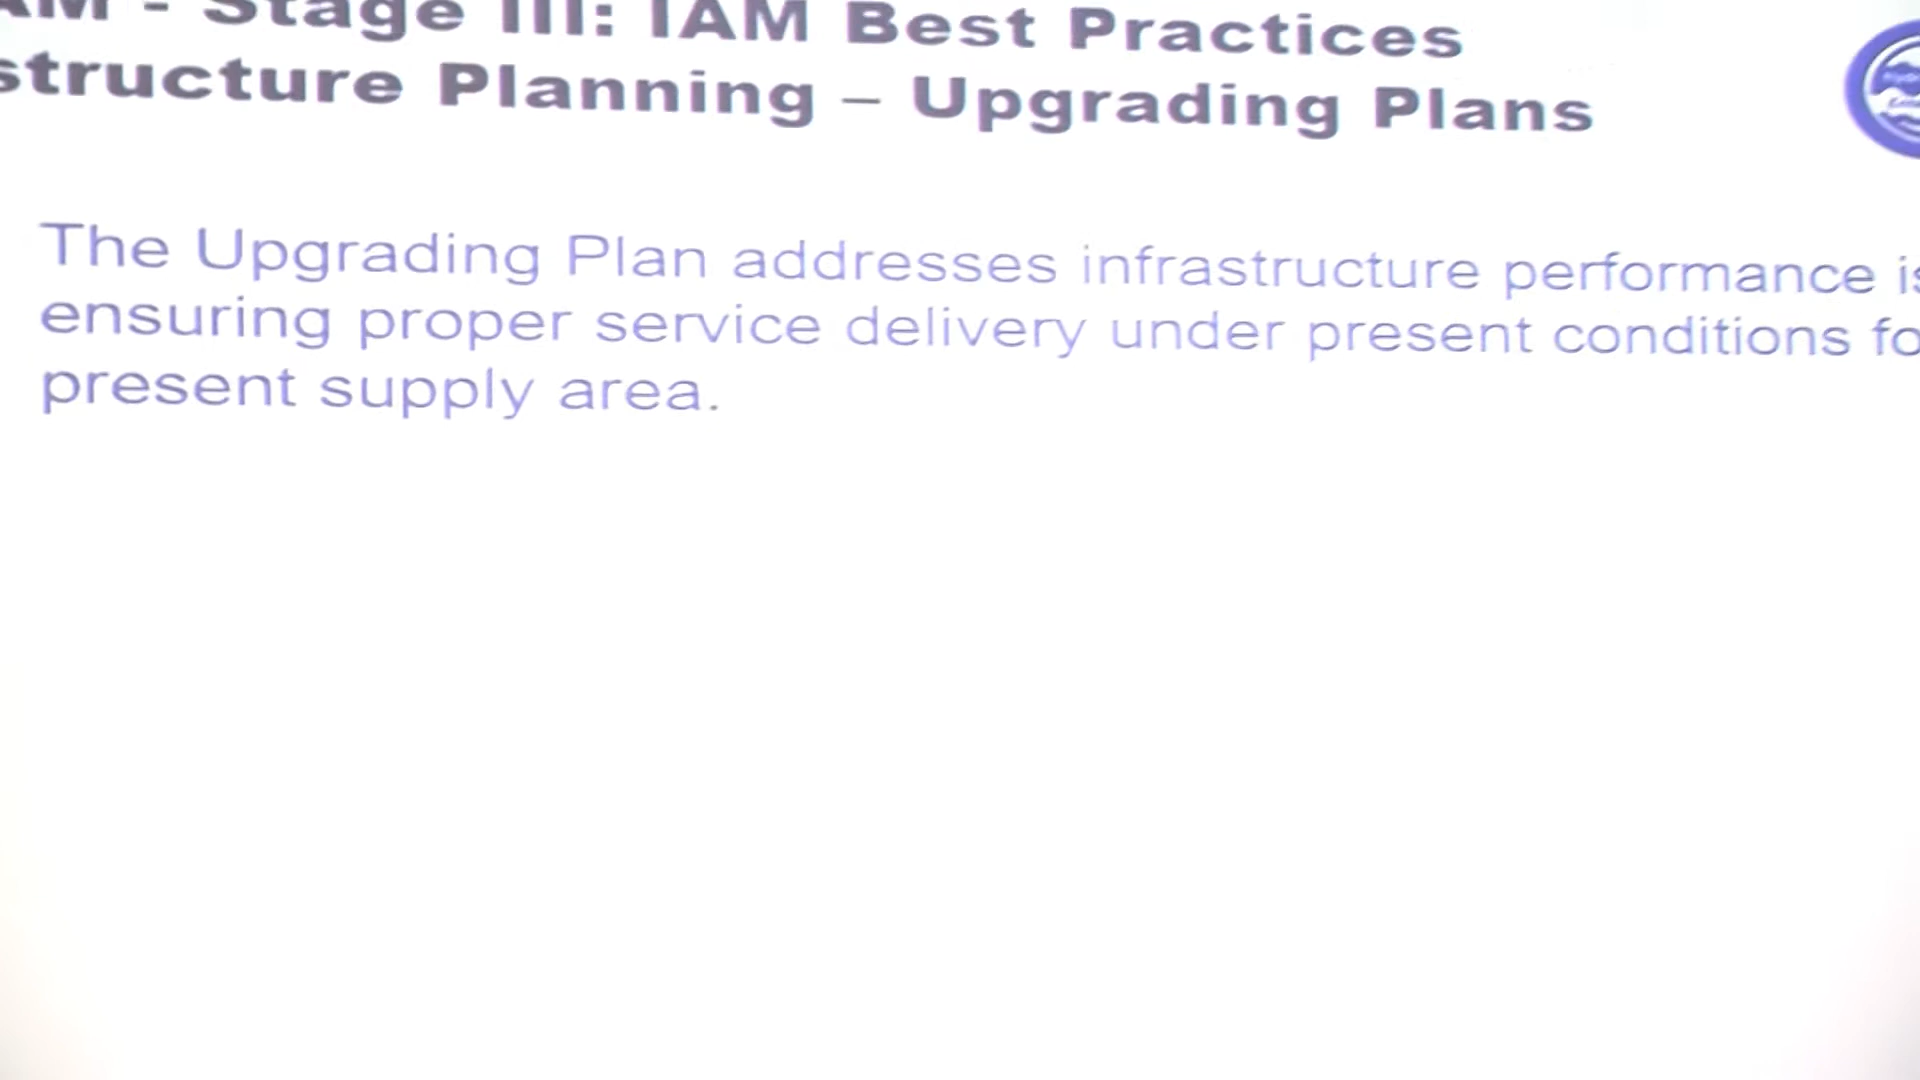 AM - Stage III: IAM Best Practices
structure Planning – Upgrading Plans
The Upgrading Plan addresses infrastructure performance is
ensuring proper service delivery under present conditions fo
present supply area.